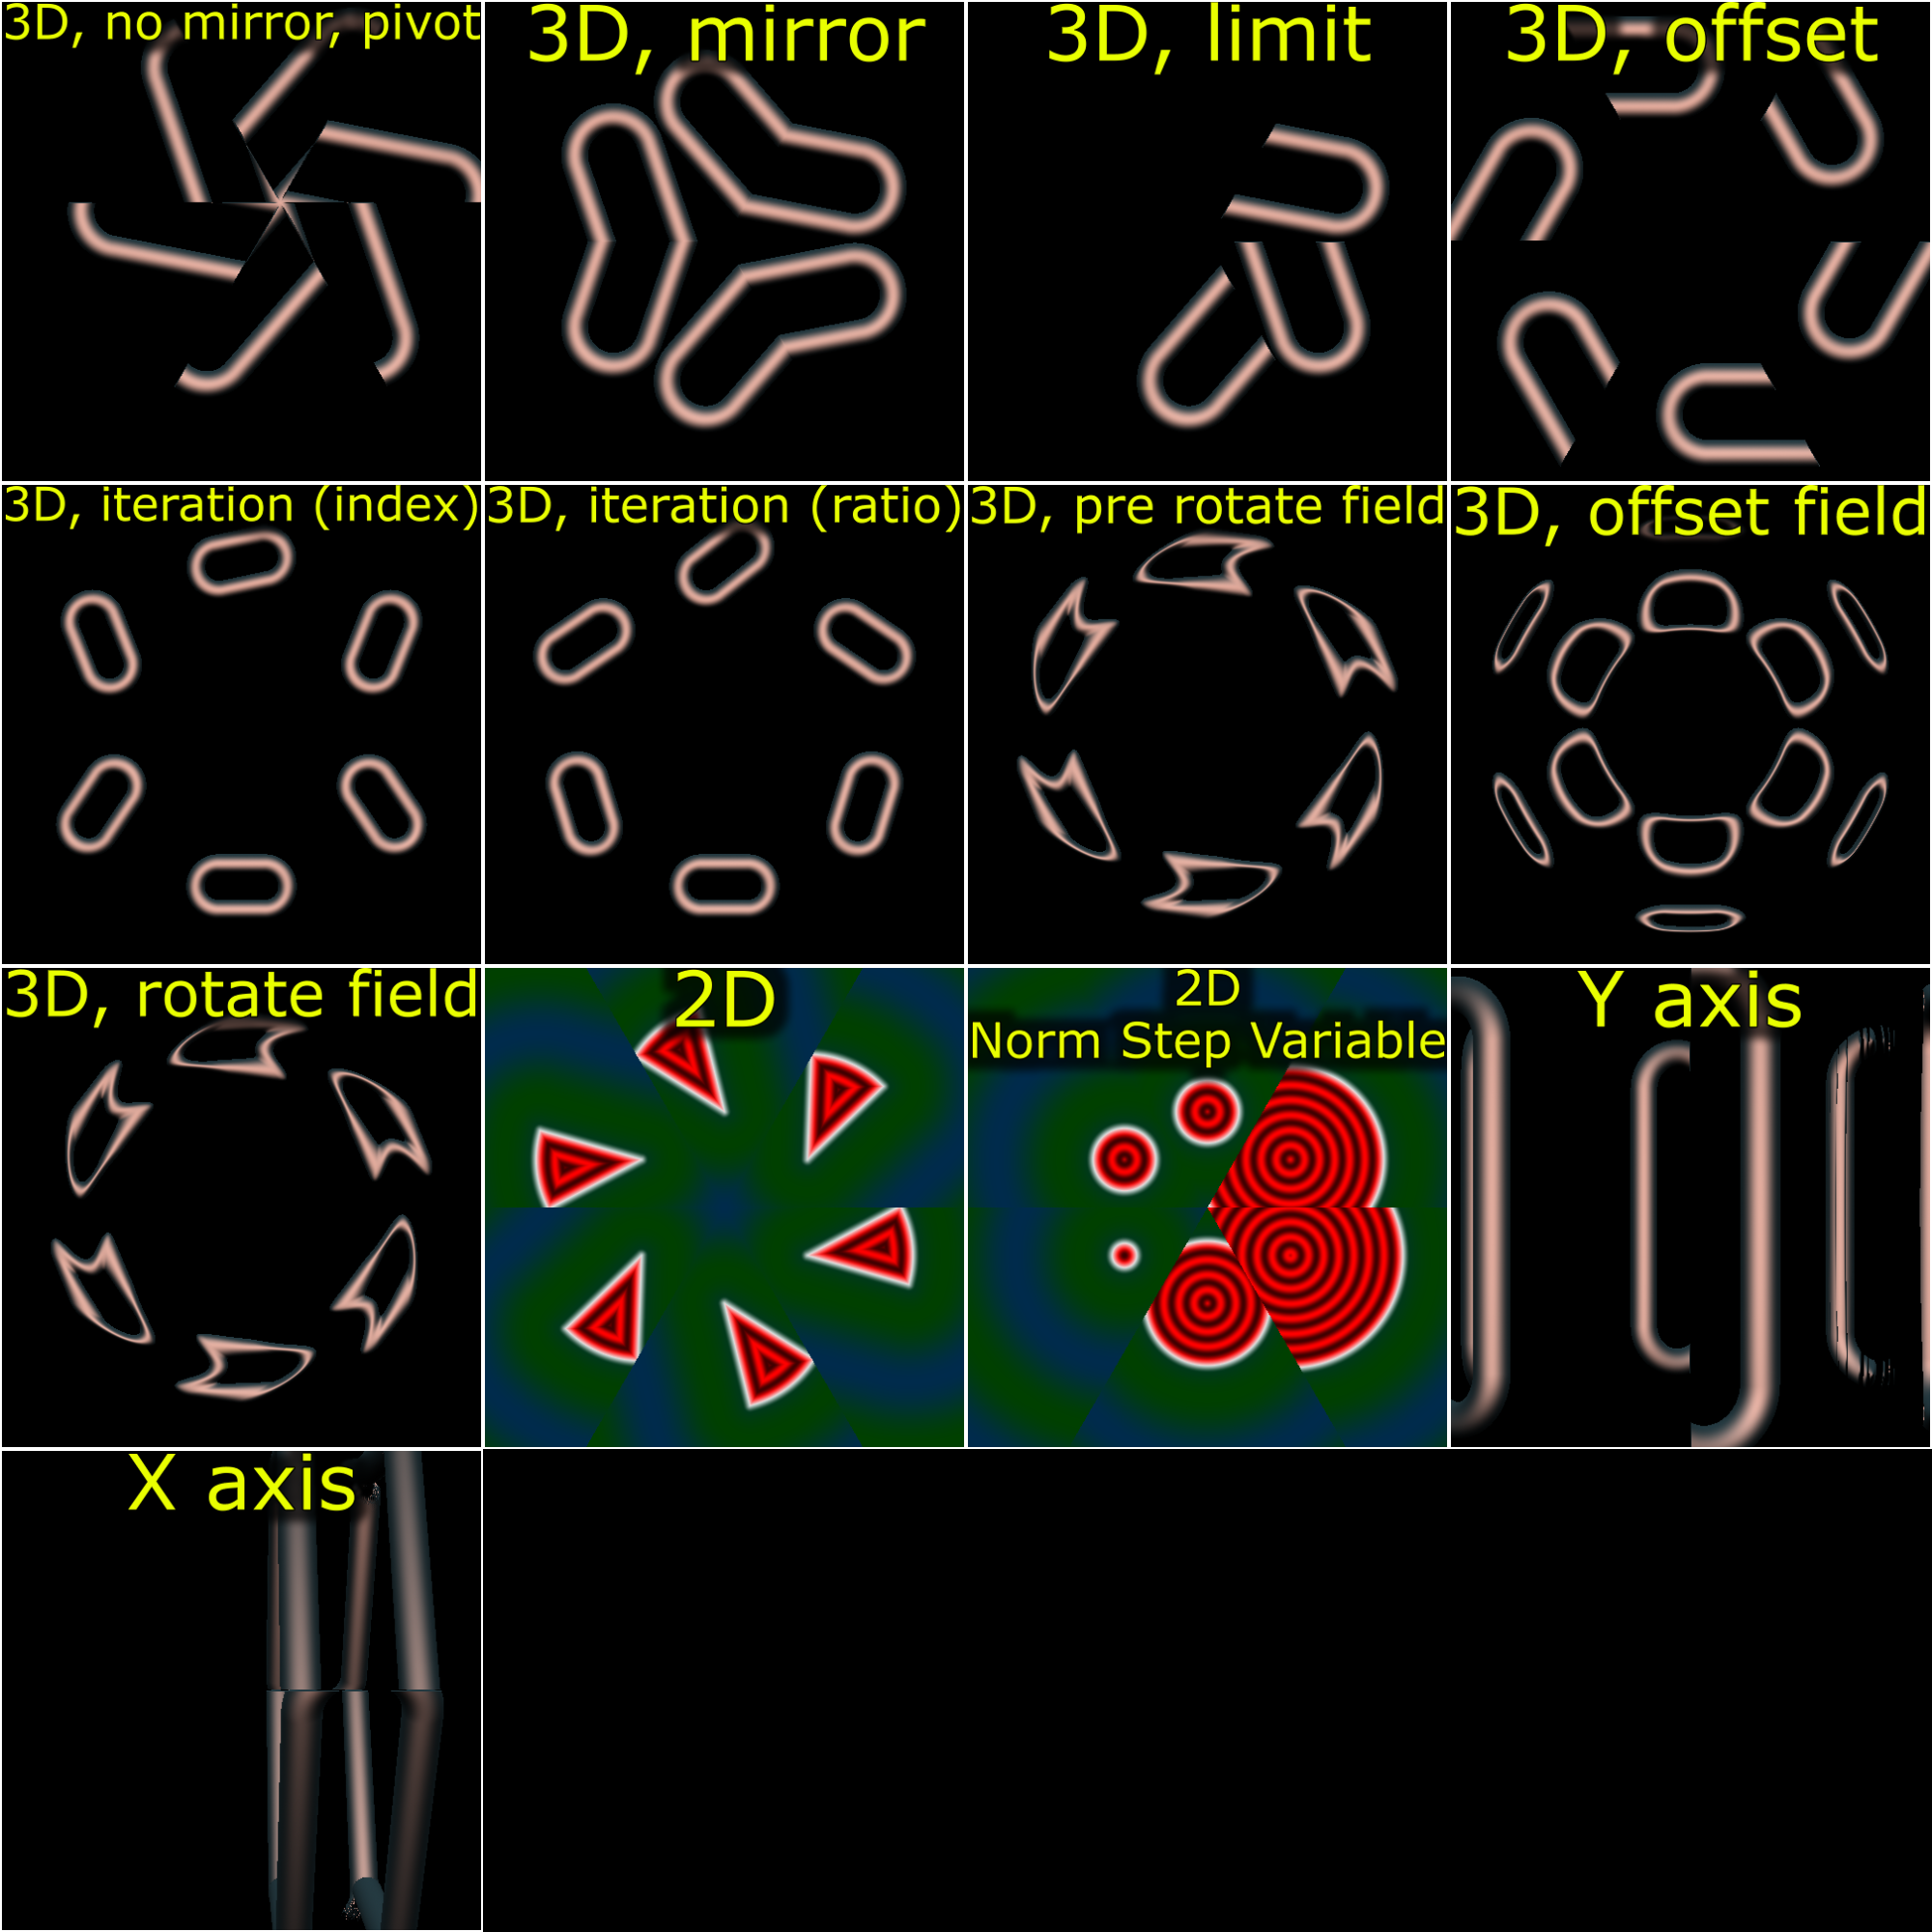 3D, no mirror, pivot
3D, mirror
3D, limit
3D, offset
3D, iteration (index)
3D, iteration (ratio)
3D, pre rotate field
3D, offset field
3D, rotate field
2D
2D
Norm Step Variable
Y axis
X axis